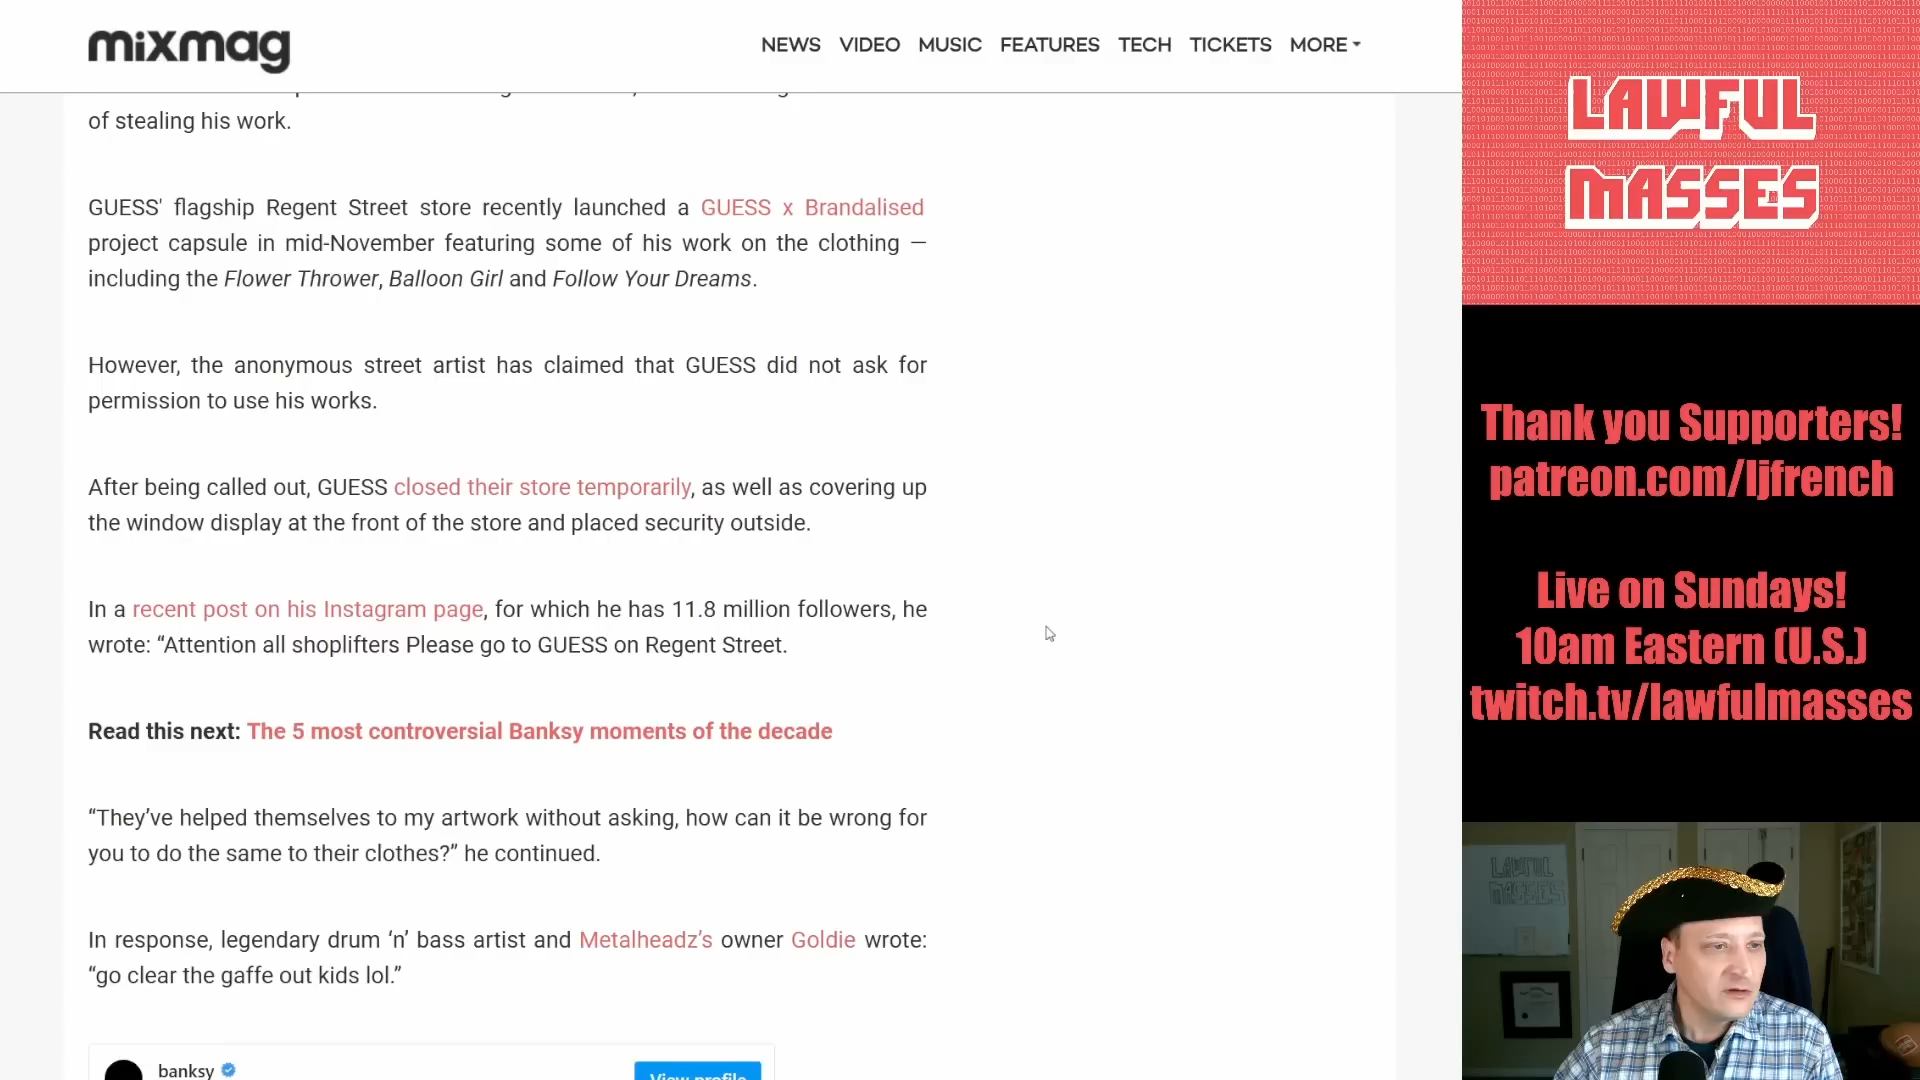 mixmag
NEWS VIDEO MUSIC FEATURES TECH TICKETS MORE
of stealing his work.
GUESS' flagship Regent Street store recently launched a GUESS x Brandalised
project capsule in mid-November featuring some of his work on the clothing —
including the Flower Thrower, Balloon Girl and Follow Your Dreams.
However, the anonymous street artist has claimed that GUESS did not ask for
permission to use his works.
After being called out, GUESS closed their store temporarily, as well as covering up
the window display at the front of the store and placed security outside.
In a recent post on his Instagram page, for which he has 11.8 million followers, he
wrote: “Attention all shoplifters Please go to GUESS on Regent Street.
Read this next: The 5 most controversial Banksy moments of the decade
“They’ve helped themselves to my artwork without asking, how can it be wrong for
you to do the same to their clothes?” he continued.
In response, legendary drum ‘n’ bass artist and Metalheadz’s owner Goldie wrote:
“go clear the gaffe out kids lol.”
banksy
View profile
LAWFUL
MASSES
Thank you Supporters!
patreon.com/ljfrench
Live on Sundays!
10am Eastern (U.S.)
twitch.tv/lawfulmasses
LAWFUL
MASSES